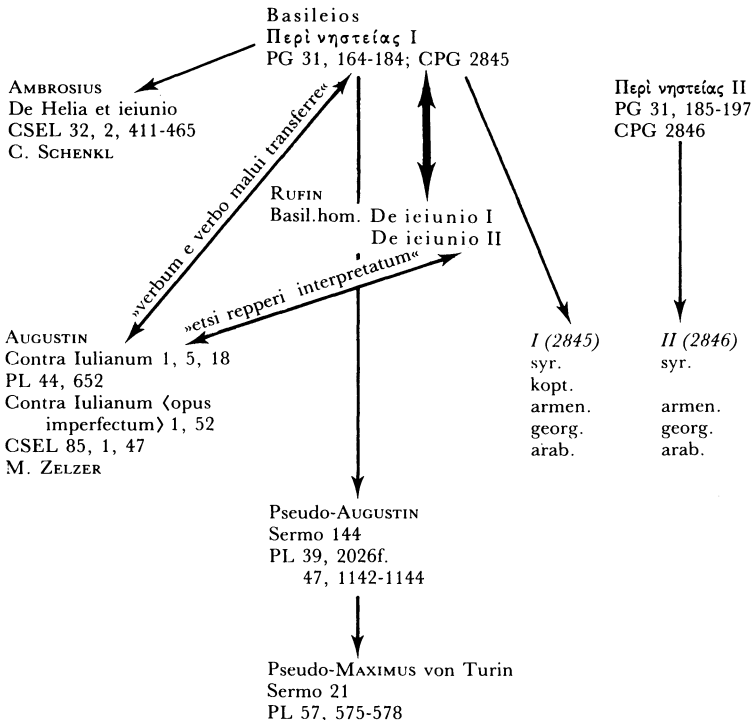 Basileios
Περὶ νηστείας I
PG 31, 164-184; CPG 2845
AMBROSIUS
De Helia et ieiunio
CSEL 32, 2, 411-465
C. SCHENKL
Περὶ νηστείας II
PG 31, 185-197
CPG 2846
»verbum e verbo malui transferre«
RUFIN
Basil.hom. De ieiunio I
De ieiunio II
»etsi repperi interpretatum«
AUGUSTIN
Contra Iulianum 1, 5, 18
PL 44, 652
Contra Iulianum ⟨opus
imperfectum⟩ 1, 52
CSEL 85, 1, 47
M. ZELZER
I (2845)
syr.
kopt.
armen.
georg.
arab.
II (2846)
syr.
armen.
georg.
arab.
Pseudo-AUGUSTIN
Sermo 144
PL 39, 2026f.
47, 1142-1144
Pseudo-MAXIMUS von Turin
Sermo 21
PL 57, 575-578